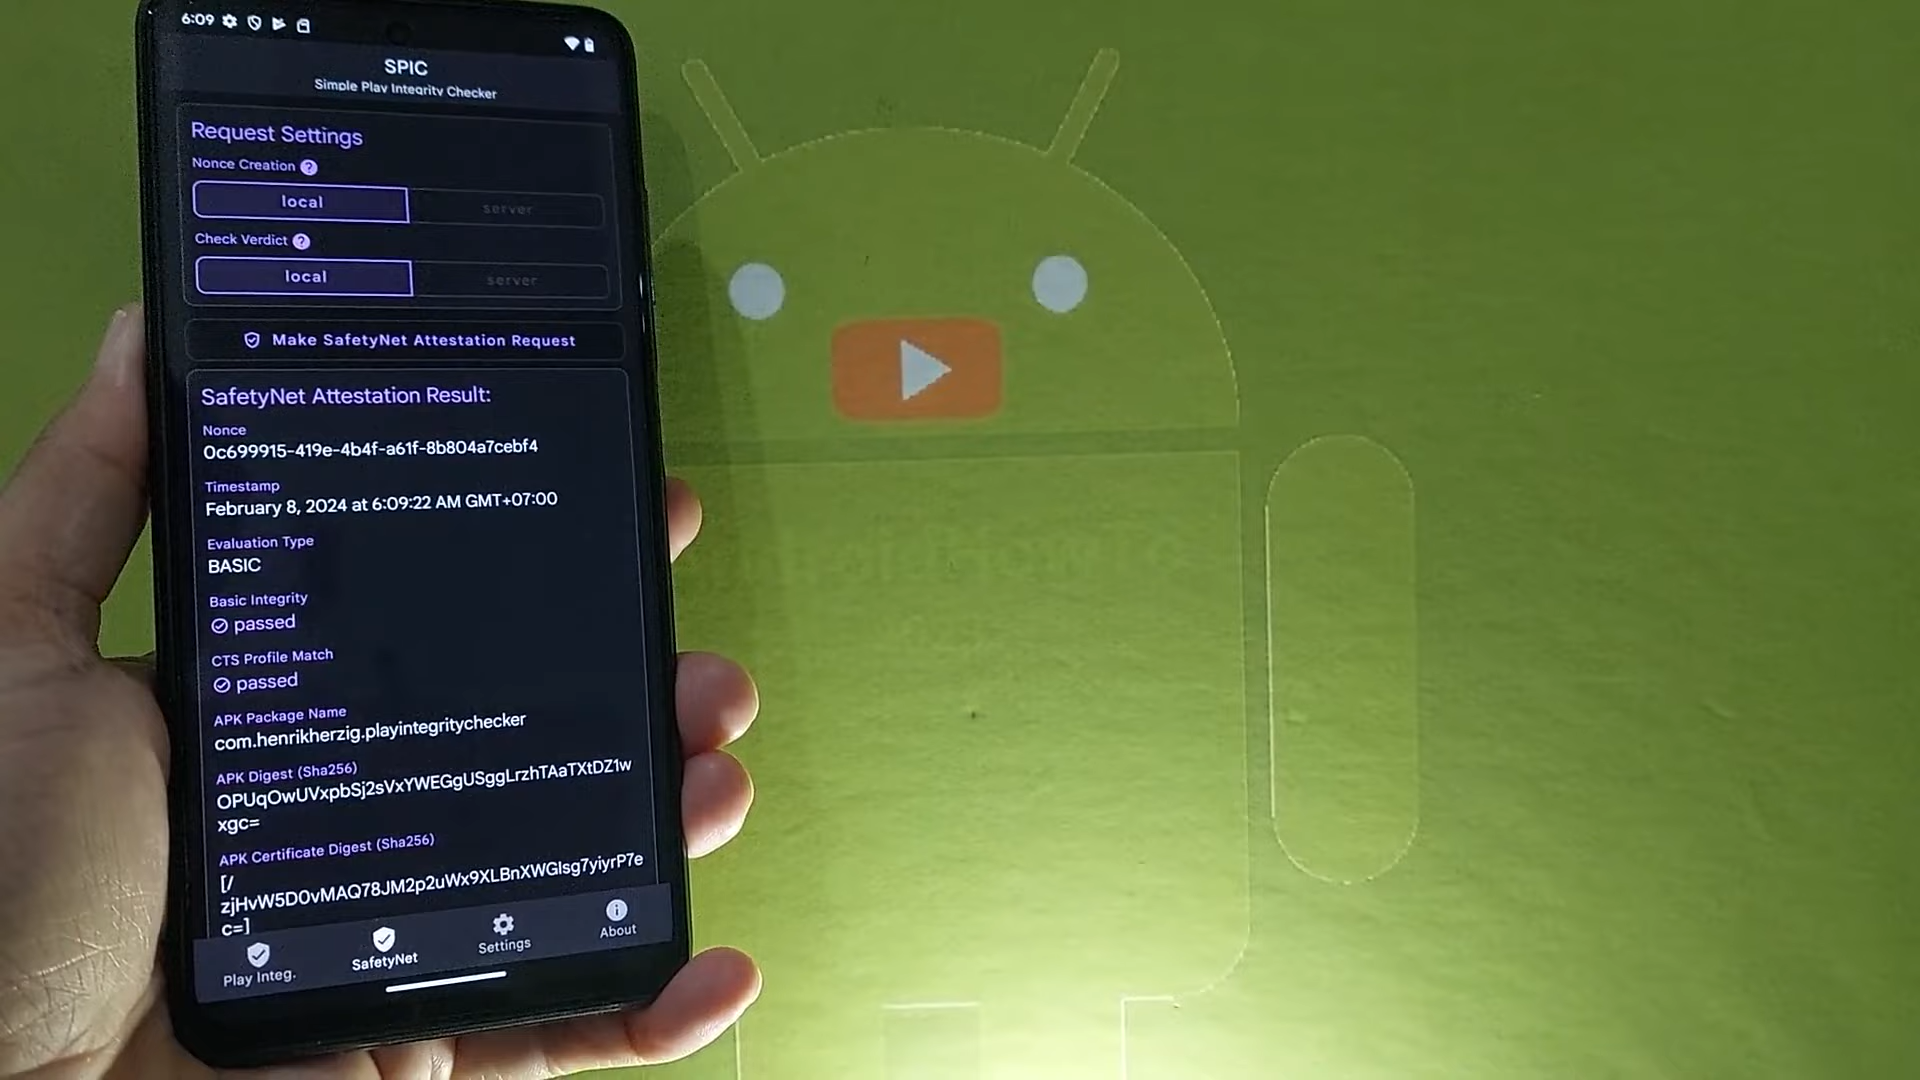 6:09
SPIC
Simple Play Integrity Checker
Request Settings
Nonce Creation ?
local server
Check Verdict ?
local server
Make SafetyNet Attestation Request
SafetyNet Attestation Result:
Nonce
0c699915-419e-4b4f-a61f-8b804a7cebf4
Timestamp
February 8, 2024 at 6:09:22 AM GMT+07:00
Evaluation Type
BASIC
Basic Integrity
passed
CTS Profile Match
passed
APK Package Name
com.henrikherzig.playintegritychecker
APK Digest (Sha256)
OPUqOwUVxpbSj2sVxYWEGgUSggLrzhTAaTXtDZ1w
xgc=
APK Certificate Digest (Sha256)
[/
zjHvW5D0vMAQ78JM2p2uWx9XLBnXWGIsg7yiyrP7e
c=]
Play Integ. SafetyNet Settings About